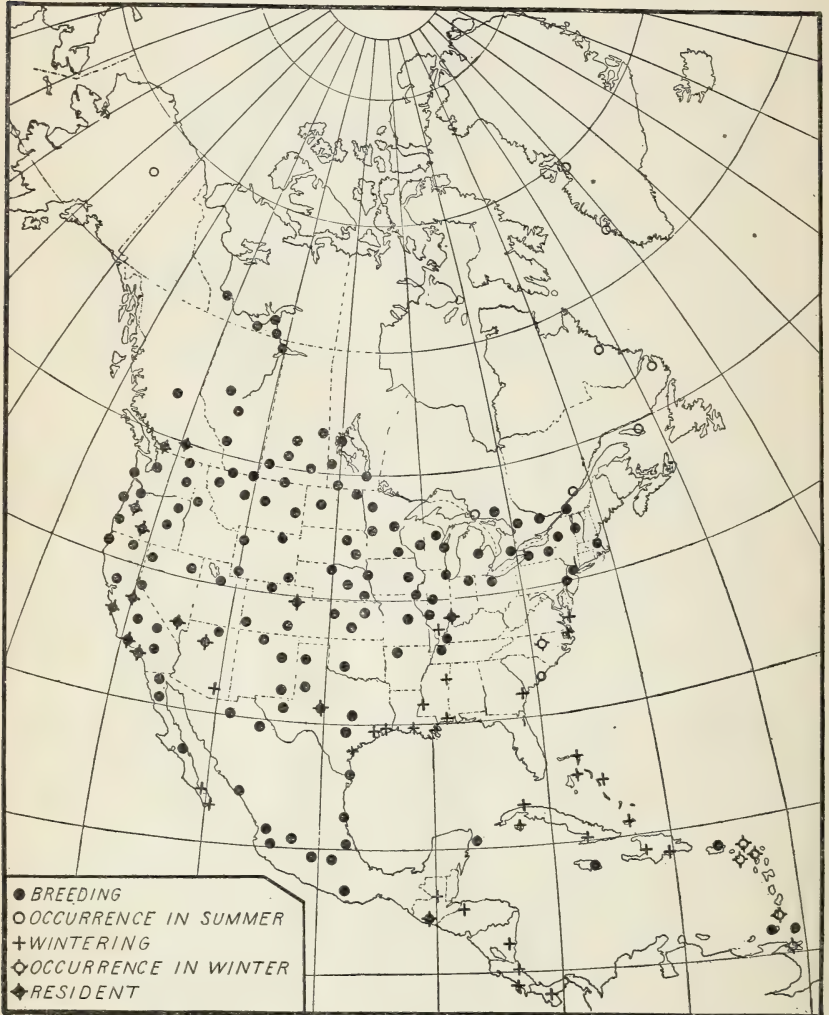 BREEDING
OCCURRENCE IN SUMMER
WINTERING
OCCURRENCE IN WINTER
RESIDENT